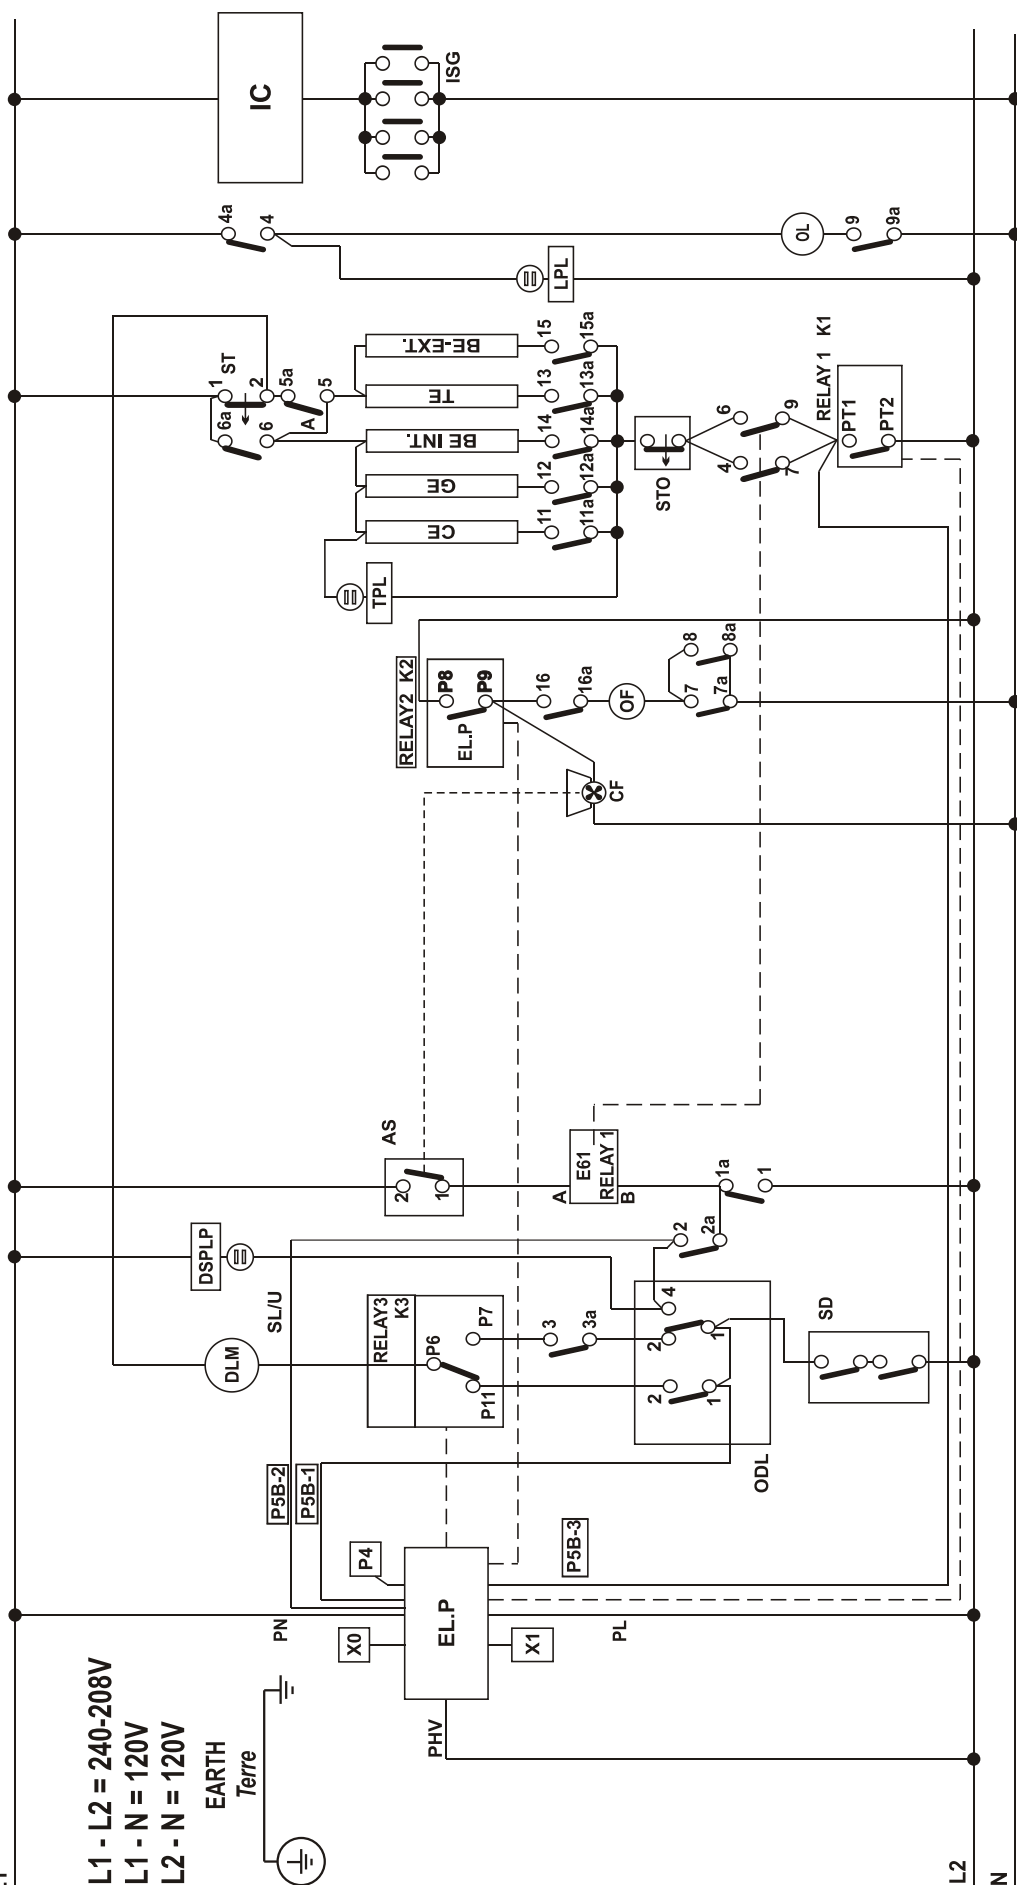 L1 - L2 = 240-208V
L1 - N = 120V
L2 - N = 120V
EARTH
Terre
L2
N
PHV
X0
X1
PN
PL
EL.P
P4
P5B-2
P5B-1
P5B-3
SL/U
DLM
DSPLP
RELAY3
K3
P6
P7
P11
3
3a
2
1
2
1
4
ODL
SD
2
2a
1a
1
AS
2
1
A
E61
RELAY 1
B
RELAY2 K2
P8
P9
EL.P
CF
16
16a
OF
7
7a
8
8a
TPL
CE
GE
BE INT.
TE
BE-EXT.
11
11a
12
12a
14
14a
13
13a
15
15a
6a
6
1
ST
2
5a
A
5
STO
4
6
7
9
RELAY 1 K1
PT1
PT2
4a
4
LPL
OL
9
9a
IC
ISG